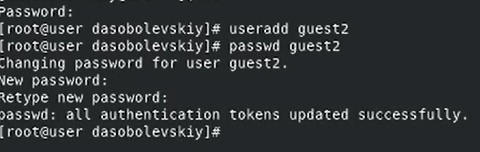 Password:
[root@user dasobolevskiy]# useradd guest2
[root@user dasobolevskiy]# passwd guest2
Changing password for user guest2.
New password:
Retype new password:
passwd: all authentication tokens updated successfully.
[root@user dasobolevskiy]#